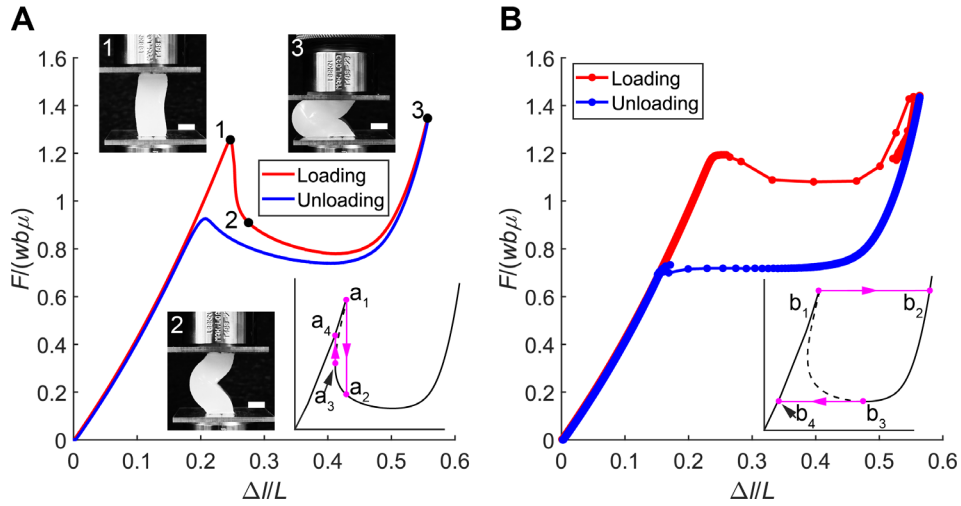 A
1
3
1.6
1.4
1.2
1
0.8
0.6
0.4
0.2
0
F/(wbμ)
1
3
Loading
Unloading
2
2
a₁
a₄
a₃
a₂
0 0.1 0.2 0.3 0.4 0.5 0.6
Δl/L
B
1.6
1.4
1.2
1
0.8
0.6
0.4
0.2
0
F/(wbμ)
Loading
Unloading
b₁
b₂
b₄
b₃
0 0.1 0.2 0.3 0.4 0.5 0.6
Δl/L